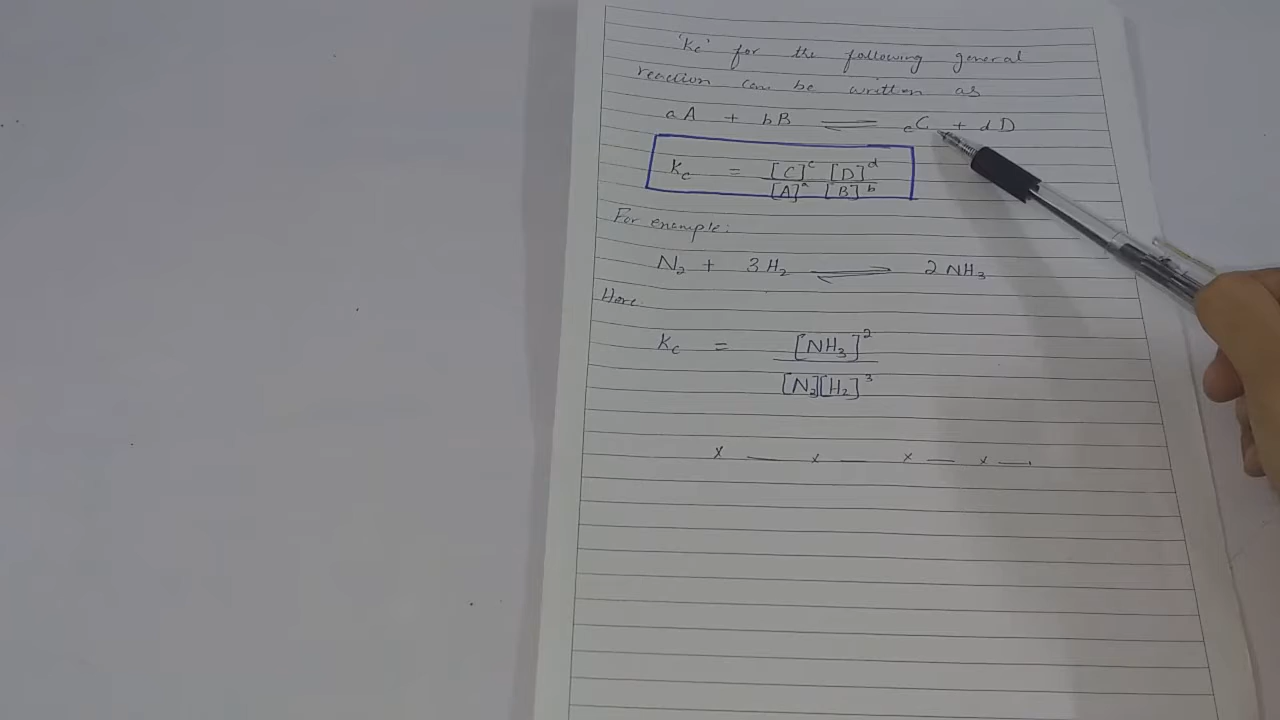 'Kc' for the following general
reaction can be written as
aA + bB ⇌ cC + dD
Kc = [C]^c [D]^d
[A]^a [B]^b
For example:
N₂ + 3H₂ ⇌ 2NH₃
Here
Kc = [NH₃]²
[N₂][H₂]³
x — x — x — x —.